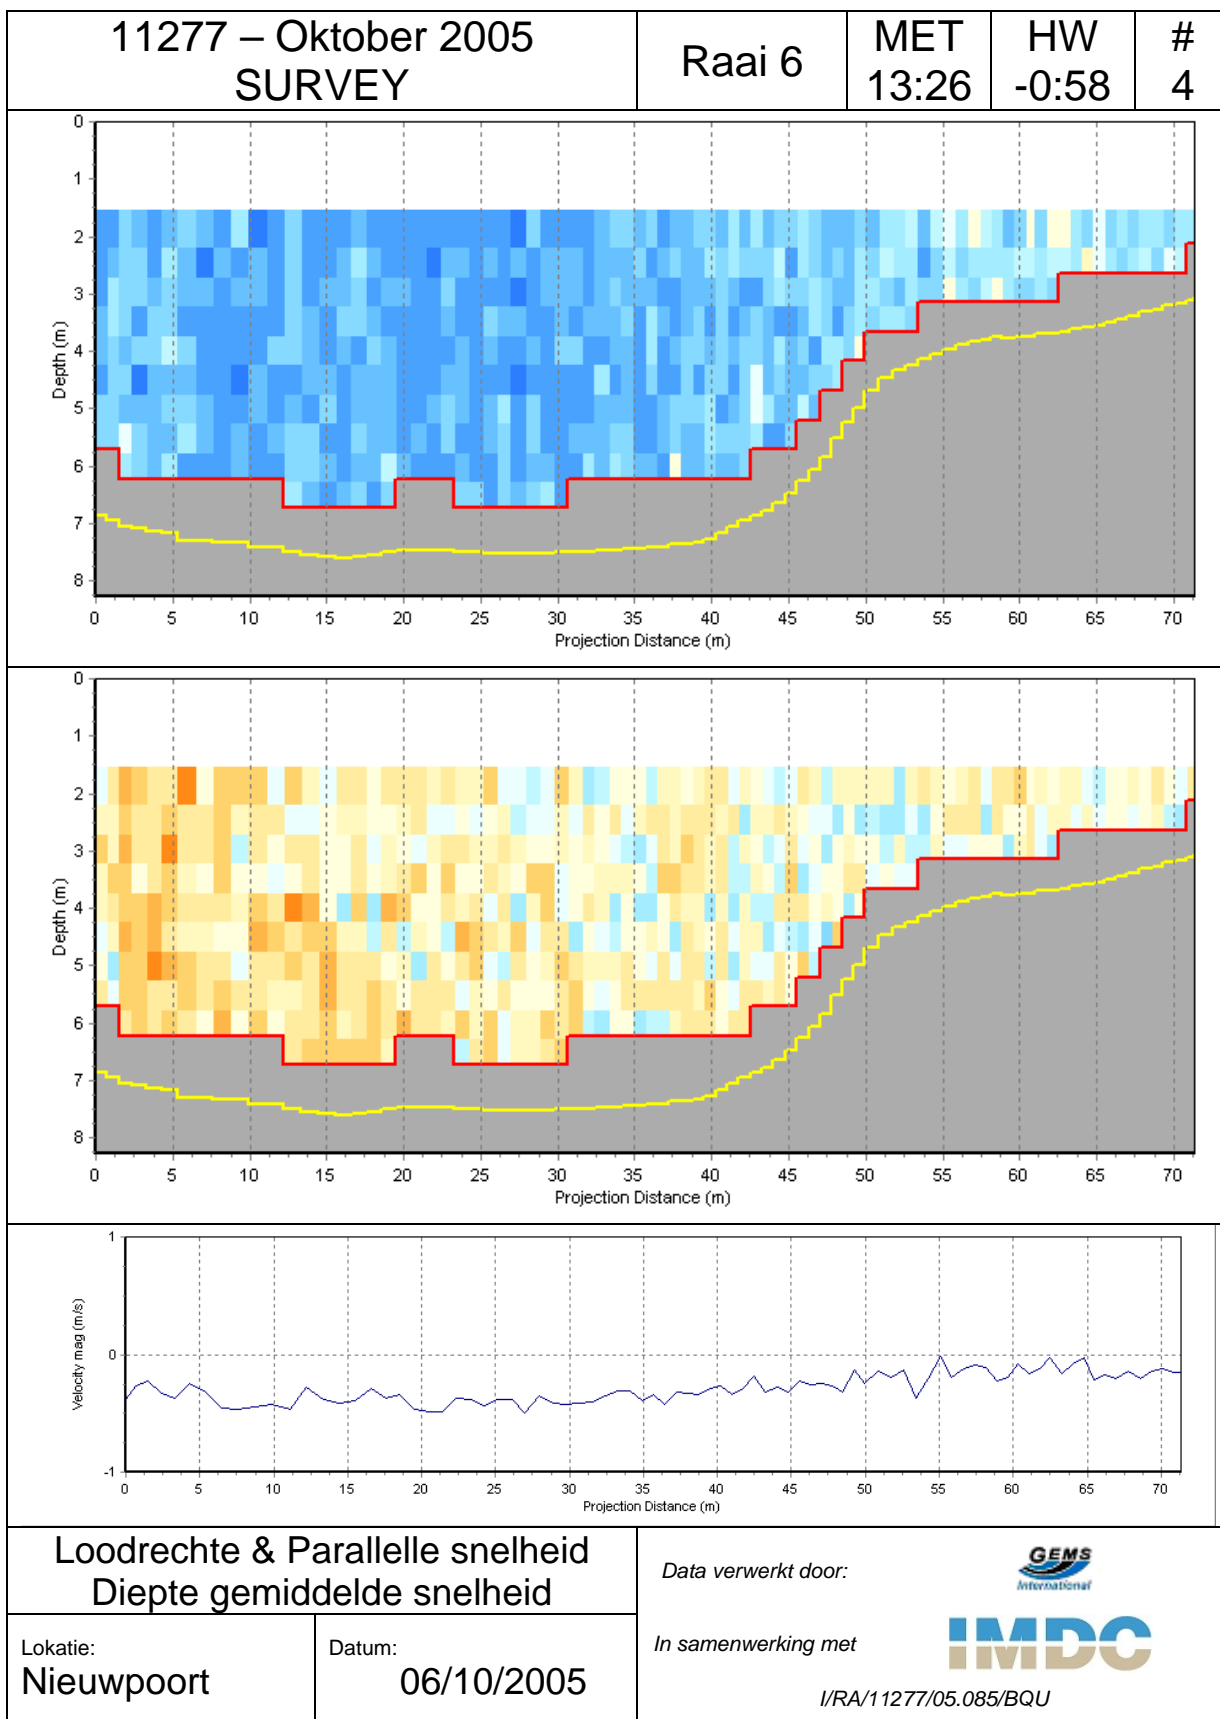 11277 – Oktober 2005
SURVEY
Raai 6
MET
13:26
HW
-0:58
#
4
0
1
2
3
4
5
6
7
8
Depth (m)
0 5 10 15 20 25 30 35 40 45 50 55 60 65 70
Projection Distance (m)
0
1
2
3
4
5
6
7
8
Depth (m)
0 5 10 15 20 25 30 35 40 45 50 55 60 65 70
Projection Distance (m)
1
0
-1
Velocity mag (m/s)
0 5 10 15 20 25 30 35 40 45 50 55 60 65 70
Projection Distance (m)
Loodrechte & Parallelle snelheid
Diepte gemiddelde snelheid
Lokatie:
Nieuwpoort
Datum:
06/10/2005
Data verwerkt door:
GEMS
International
In samenwerking met
IMDC
I/RA/11277/05.085/BQU